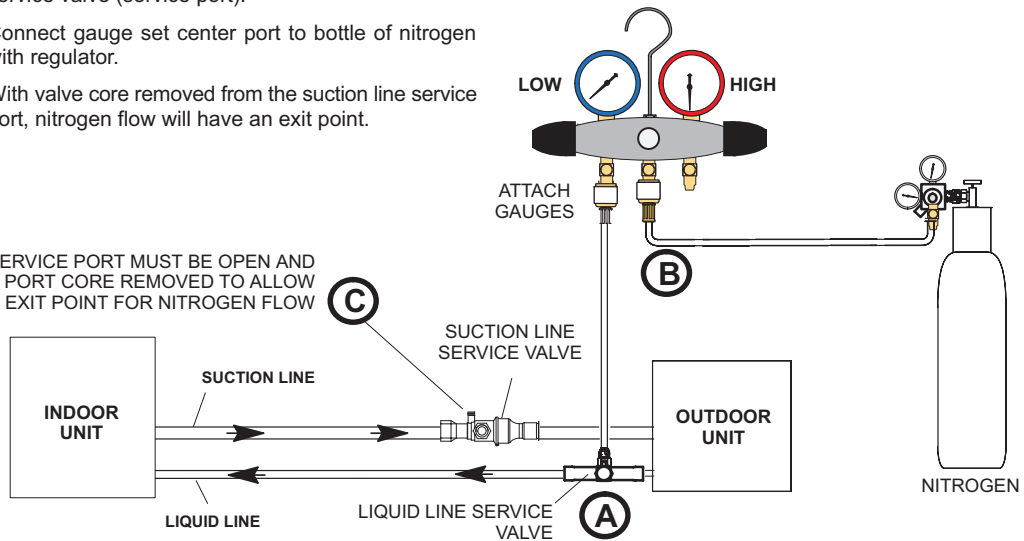 service valve (service port).
Connect gauge set center port to bottle of nitrogen
with regulator.
With valve core removed from the suction line service
port, nitrogen flow will have an exit point.
LOW
HIGH
ATTACH
GAUGES
B
SERVICE PORT MUST BE OPEN AND
PORT CORE REMOVED TO ALLOW
EXIT POINT FOR NITROGEN FLOW
C
SUCTION LINE
SERVICE VALVE
SUCTION LINE
INDOOR
UNIT
OUTDOOR
UNIT
NITROGEN
LIQUID LINE
LIQUID LINE SERVICE
VALVE
A